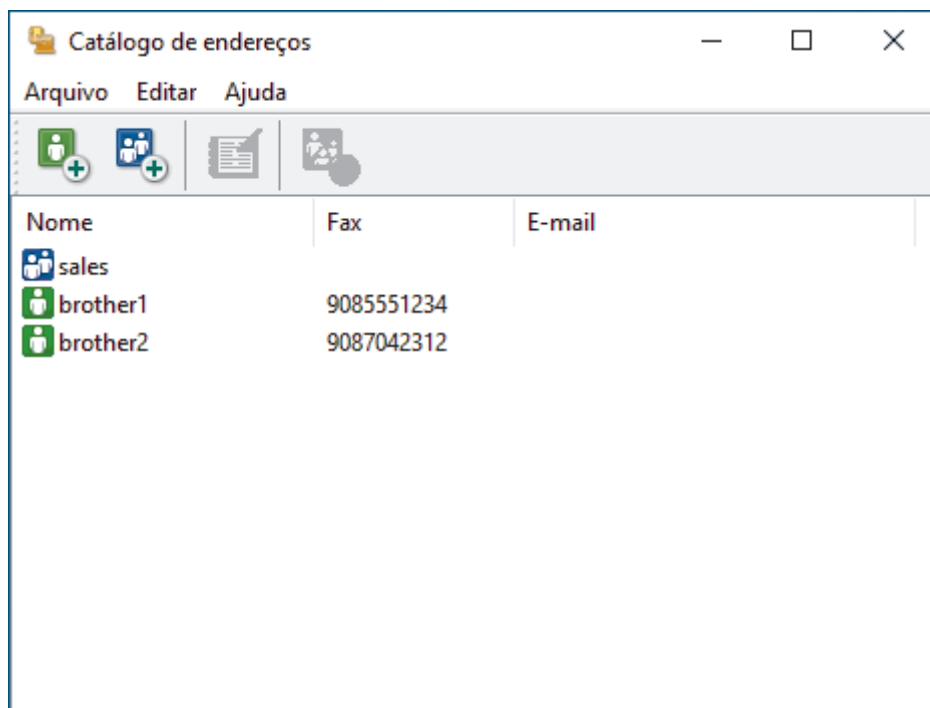 Catálogo de endereços
Arquivo Editar Ajuda
Nome Fax E-mail
sales
brother1 9085551234
brother2 9087042312